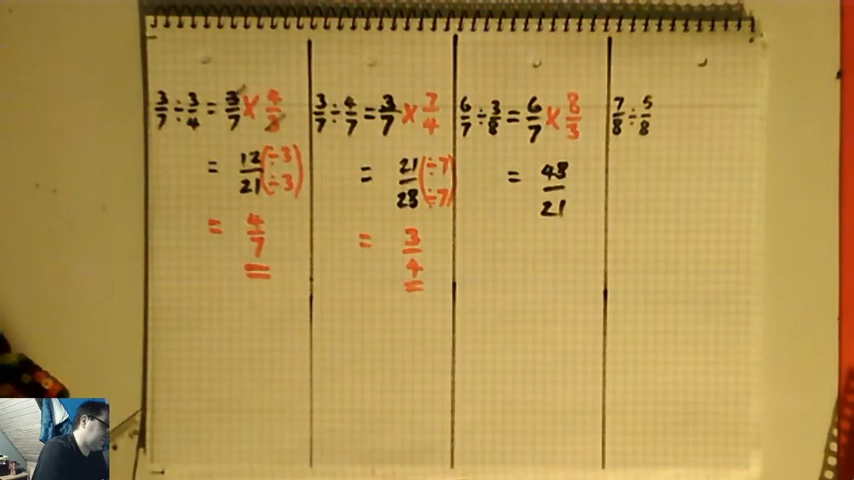 3/7 ÷ 3/4 = 3/7 × 4/3
= 12/21 (÷3/÷3)
= 4/7
3/7 ÷ 4/7 = 3/7 × 7/4
= 21/28 (÷7/÷7)
= 3/4
6/7 ÷ 3/8 = 6/7 × 8/3
= 48/21
7/8 ÷ 5/8